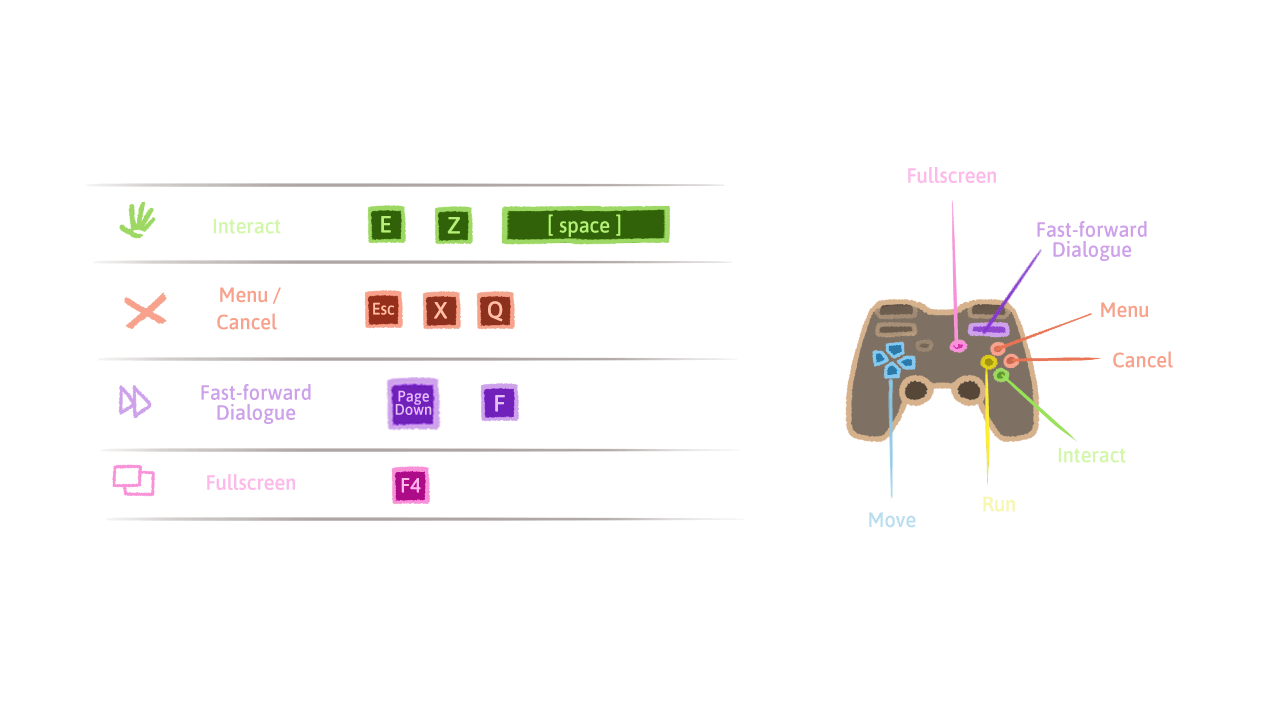 Interact
E
Z
[ space ]
Menu /
Cancel
Esc
X
Q
Fast-forward
Dialogue
Page
Down
F
Fullscreen
F4
Fullscreen
Fast-forward
Dialogue
Menu
Cancel
Interact
Run
Move